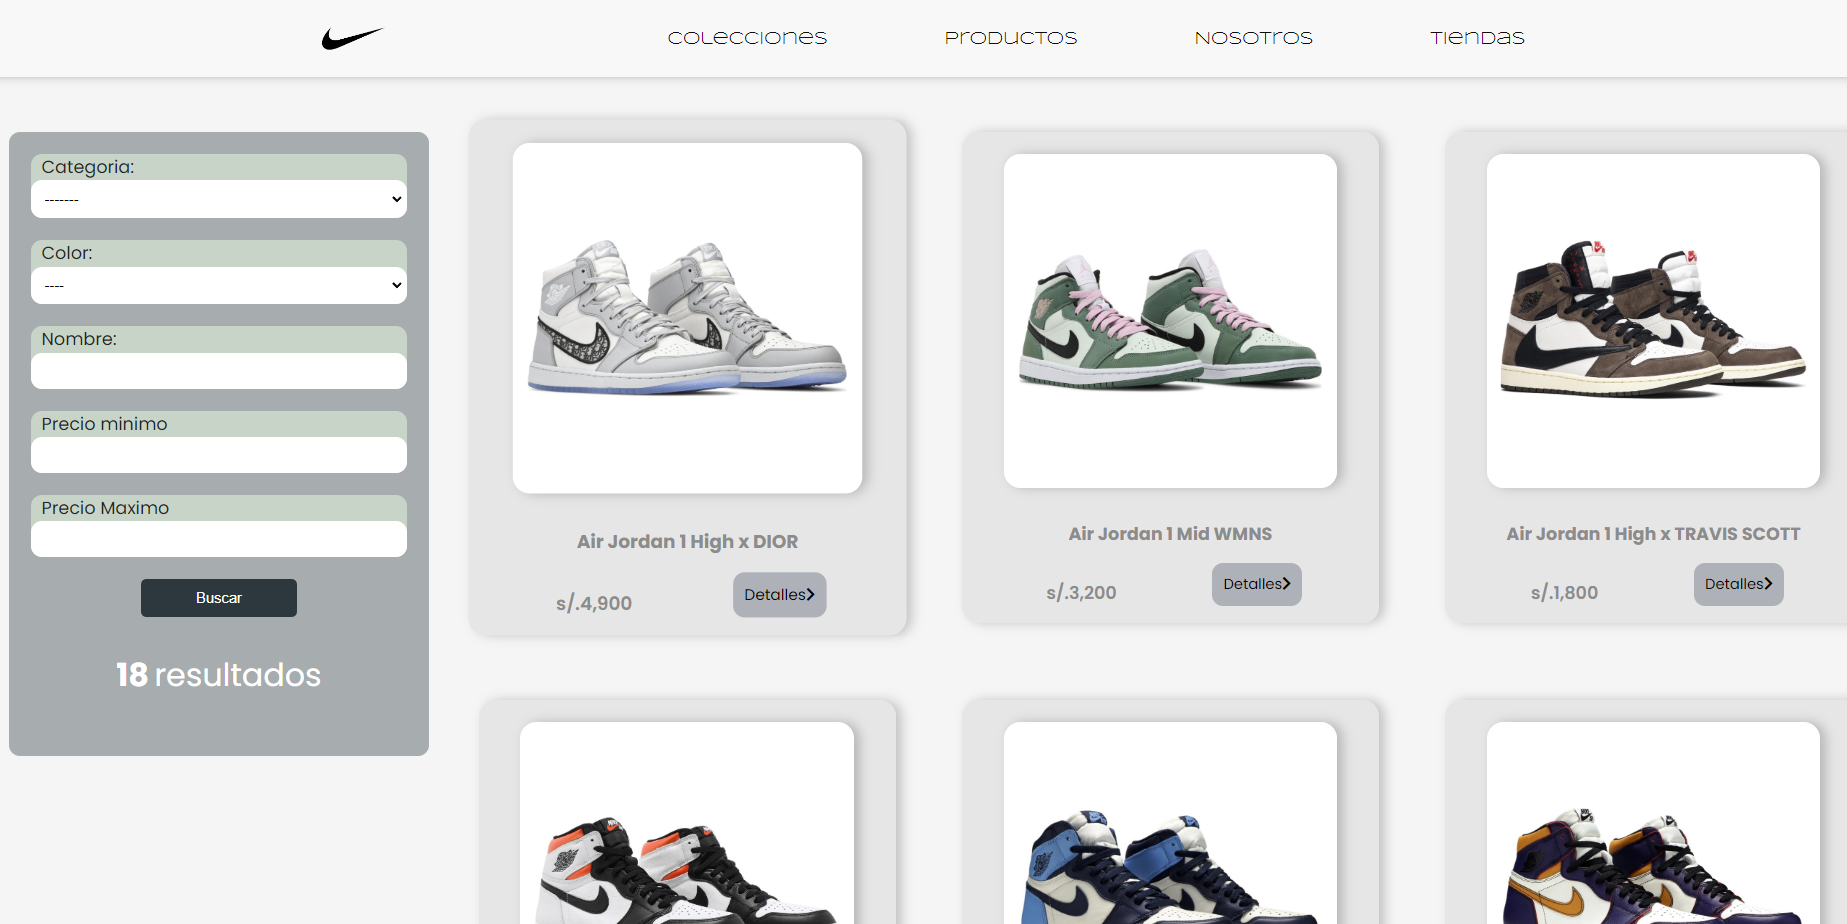 Colecciones
Productos
Nosotros
Tiendas
Categoria:
-------
Color:
----
Nombre:
Precio minimo
Precio Maximo
Buscar
18 resultados
Air Jordan 1 High x DIOR
s/.4,900
Detalles
Air Jordan 1 Mid WMNS
s/.3,200
Detalles
Air Jordan 1 High x TRAVIS SCOTT
s/.1,800
Detalles